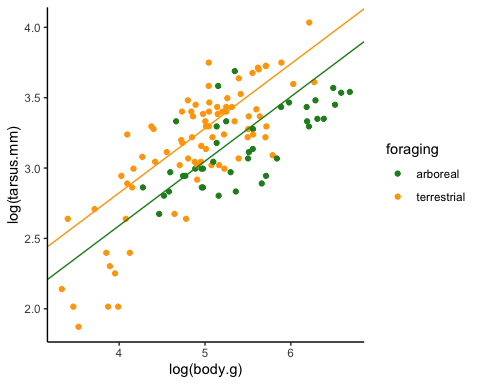 4.0
3.5
3.0
2.5
2.0
log(tarsus.mm)
4 5 6
log(body.g)
foraging
arboreal
terrestrial